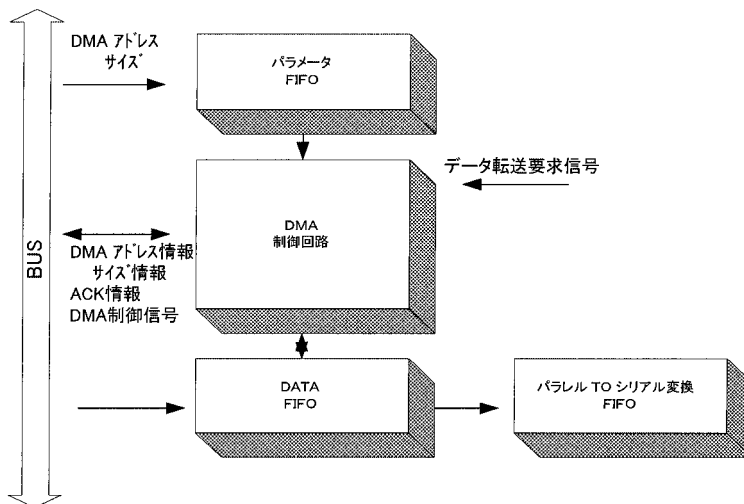 DMA アドレス
サイズ
パラメータ
FIFO
データ転送要求信号
DMA
制御回路
BUS
DMA アドレス情報
サイズ情報
ACK情報
DMA制御信号
DATA
FIFO
パラレル TO シリアル変換
FIFO